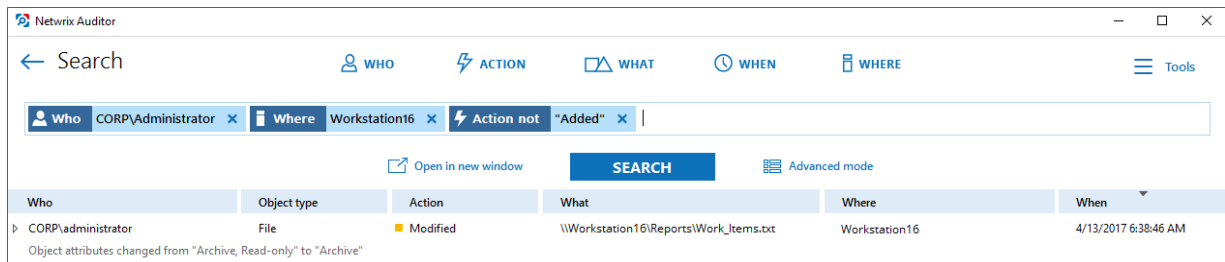 Netwrix Auditor
Search WHO ACTION WHAT WHEN WHERE Tools
Who CORP\Administrator Where Workstation16 Action not "Added"
Open in new window SEARCH Advanced mode
Who Object type Action What Where When
CORP\administrator File Modified \\Workstation16\Reports\Work_Items.txt Workstation16 4/13/2017 6:38:46 AM
Object attributes changed from "Archive, Read-only" to "Archive"